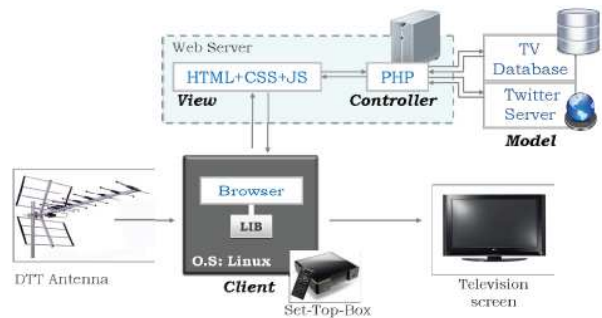 Web Server
HTML+CSS+JS
View
PHP
Controller
TV
Database
Twitter
Server
Model
Browser
LIB
O.S: Linux
Client
DTT Antenna
Set-Top-Box
Television
screen